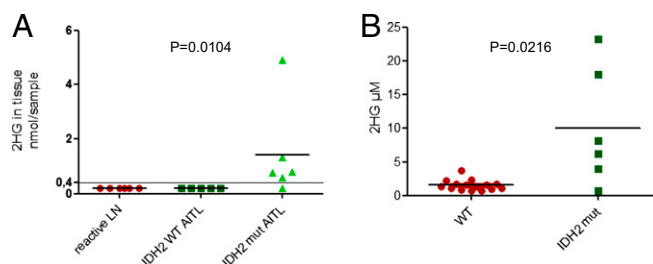 A
P=0.0104
2HG in tissue
nmol/sample
6
4
2
0.4
0
reactive LN
IDH2 WT AITL
IDH2 mut AITL
B
P=0.0216
2HG µM
25
20
15
10
5
0
WT
IDH2 mut